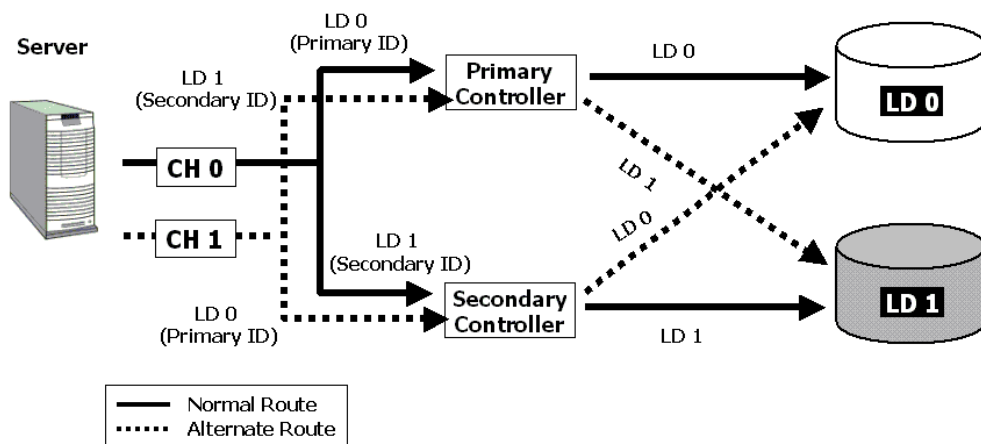 Server
LD 0
(Primary ID)
LD 1
(Secondary ID)
CH 0
CH 1
LD 1
(Secondary ID)
LD 0
(Primary ID)
Primary
Controller
Secondary
Controller
LD 0
LD 1
LD 0
LD 1
LD 0
LD 1
Normal Route
Alternate Route